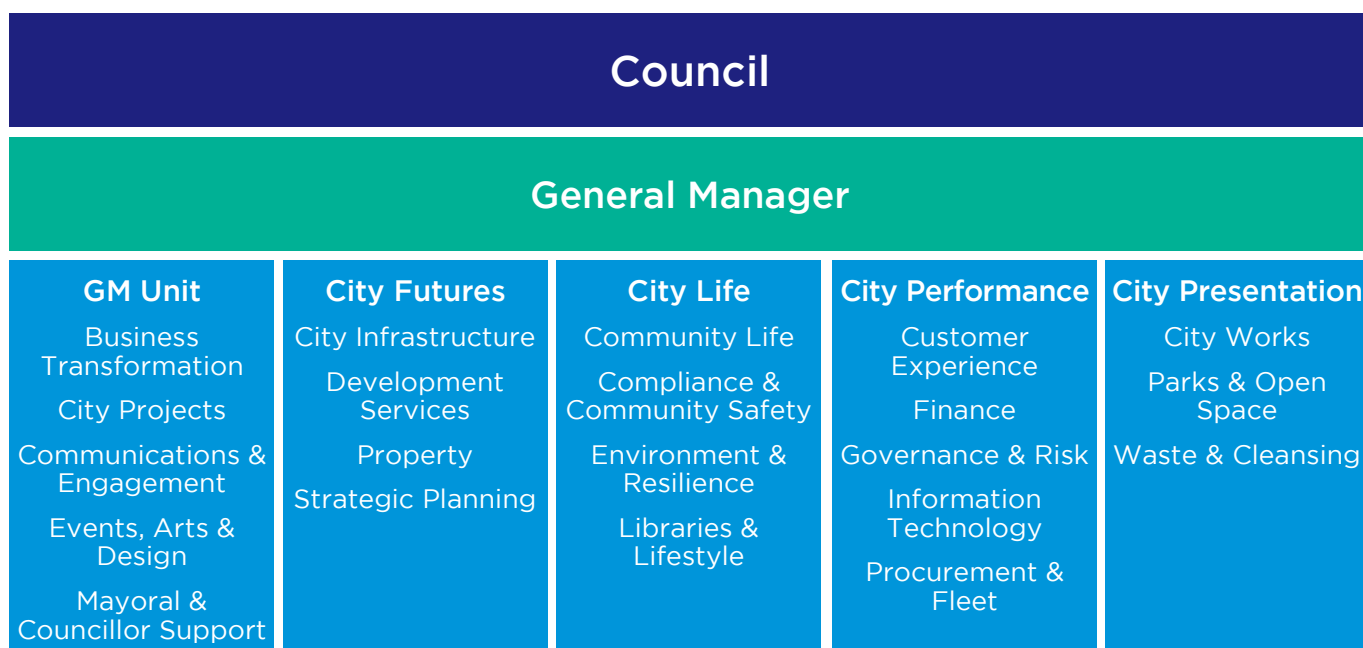 Council
General Manager
GM Unit
Business
Transformation
City Projects
Communications &
Engagement
Events, Arts &
Design
Mayoral &
Councillor Support
City Futures
City Infrastructure
Development
Services
Property
Strategic Planning
City Life
Community Life
Compliance &
Community Safety
Environment &
Resilience
Libraries &
Lifestyle
City Performance
Customer
Experience
Finance
Governance & Risk
Information
Technology
Procurement &
Fleet
City Presentation
City Works
Parks & Open
Space
Waste & Cleansing